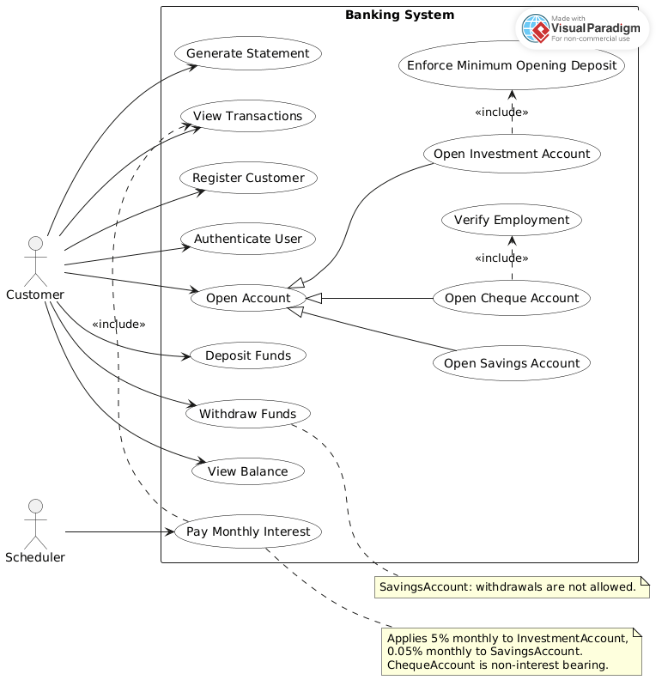 Banking System
Made with
VisualParadigm
For non-commercial use
Generate Statement
Enforce Minimum Opening Deposit
View Transactions
«include»
Open Investment Account
Register Customer
Verify Employment
Authenticate User
«include»
Customer
Open Account
Open Cheque Account
«include»
Deposit Funds
Open Savings Account
Withdraw Funds
View Balance
Pay Monthly Interest
Scheduler
SavingsAccount: withdrawals are not allowed.
Applies 5% monthly to InvestmentAccount,
0.05% monthly to SavingsAccount.
ChequeAccount is non-interest bearing.